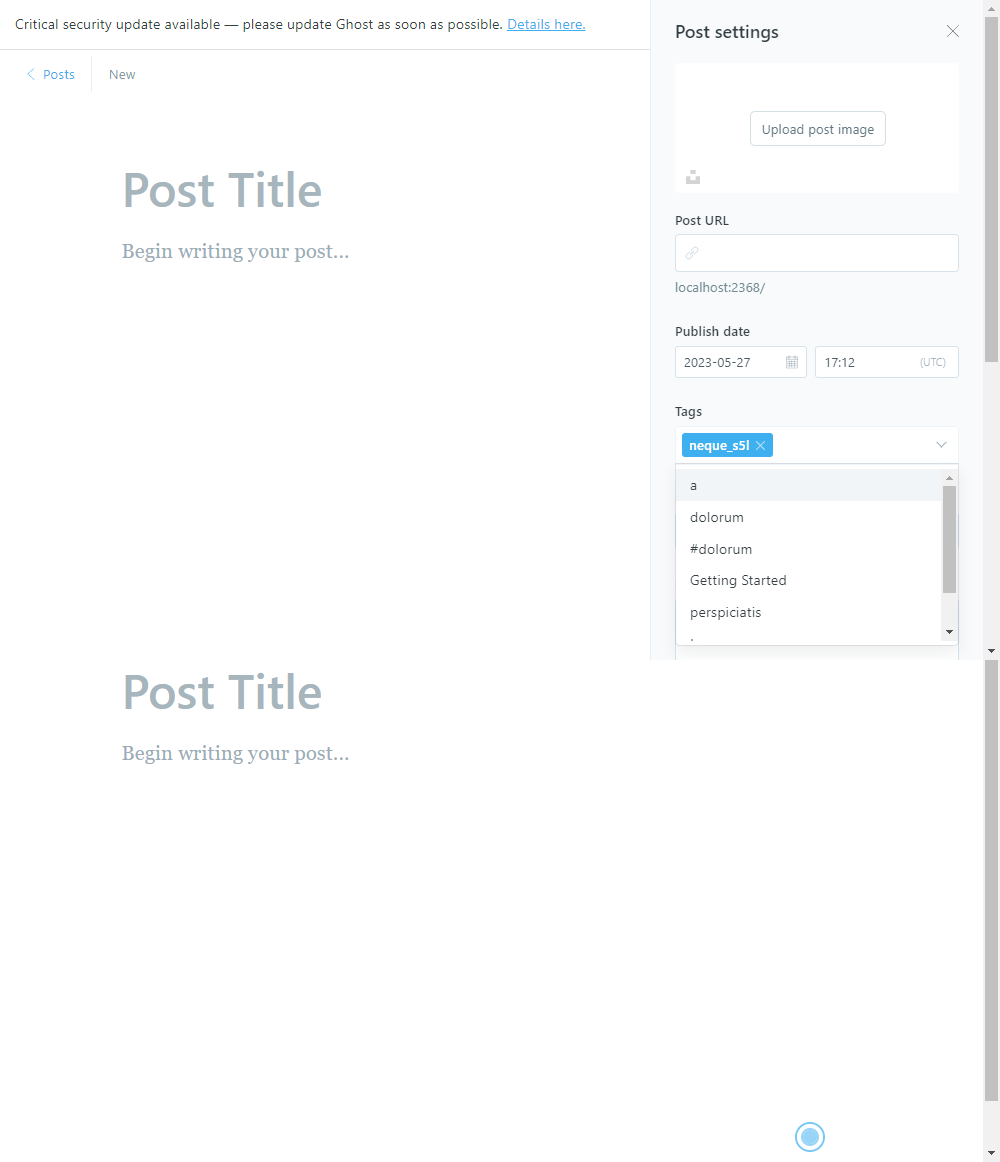 Critical security update available — please update Ghost as soon as possible. Details here.
Posts
New
Post Title
Begin writing your post...
Post settings
Upload post image
Post URL
localhost:2368/
Publish date
2023-05-27
17:12
(UTC)
Tags
neque_s5l
a
dolorum
#dolorum
Getting Started
perspiciatis
Post Title
Begin writing your post...